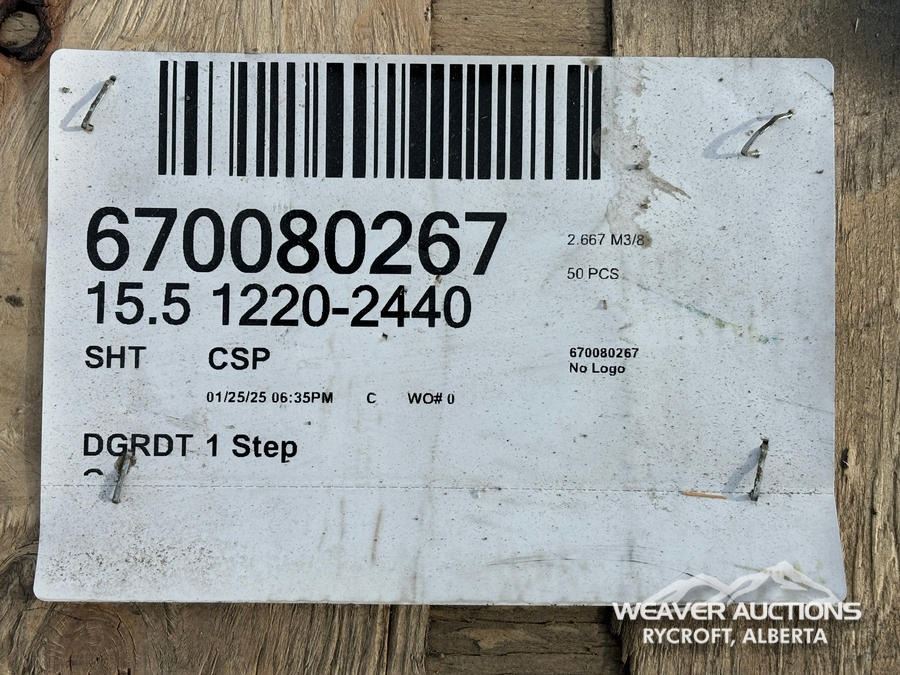 670080267
2.667 M3/8
15.5 1220-2440
50 PCS
SHT CSP
670080267
No Logo
01/25/25 06:35PM C WO# 0
DGRDT 1 Step
WEAVER AUCTIONS
RYCROFT, ALBERTA